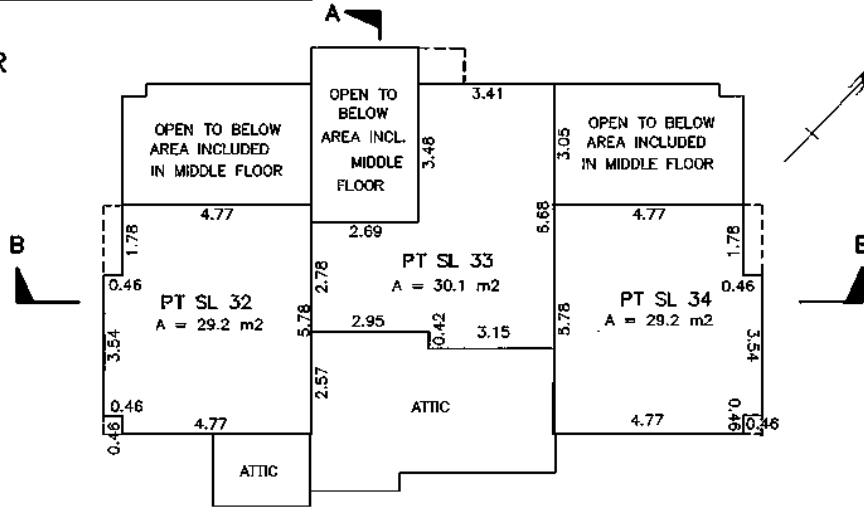 A
R
OPEN TO
BELOW
AREA INCL.
MIDDLE
FLOOR
3.41
OPEN TO BELOW
AREA INCLUDED
IN MIDDLE FLOOR
OPEN TO BELOW
AREA INCLUDED
IN MIDDLE FLOOR
3.48
3.05
4.77
2.69
6.68
4.77
B
1.78
1.78
B
0.46
PT SL 32
A = 29.2 m2
2.78
PT SL 33
A = 30.1 m2
PT SL 34
A = 29.2 m2
0.46
3.54
5.78
2.95
0.42
3.15
5.78
3.54
2.57
ATTIC
0.46
0.46
4.77
4.77
0.46
0.46
ATTIC